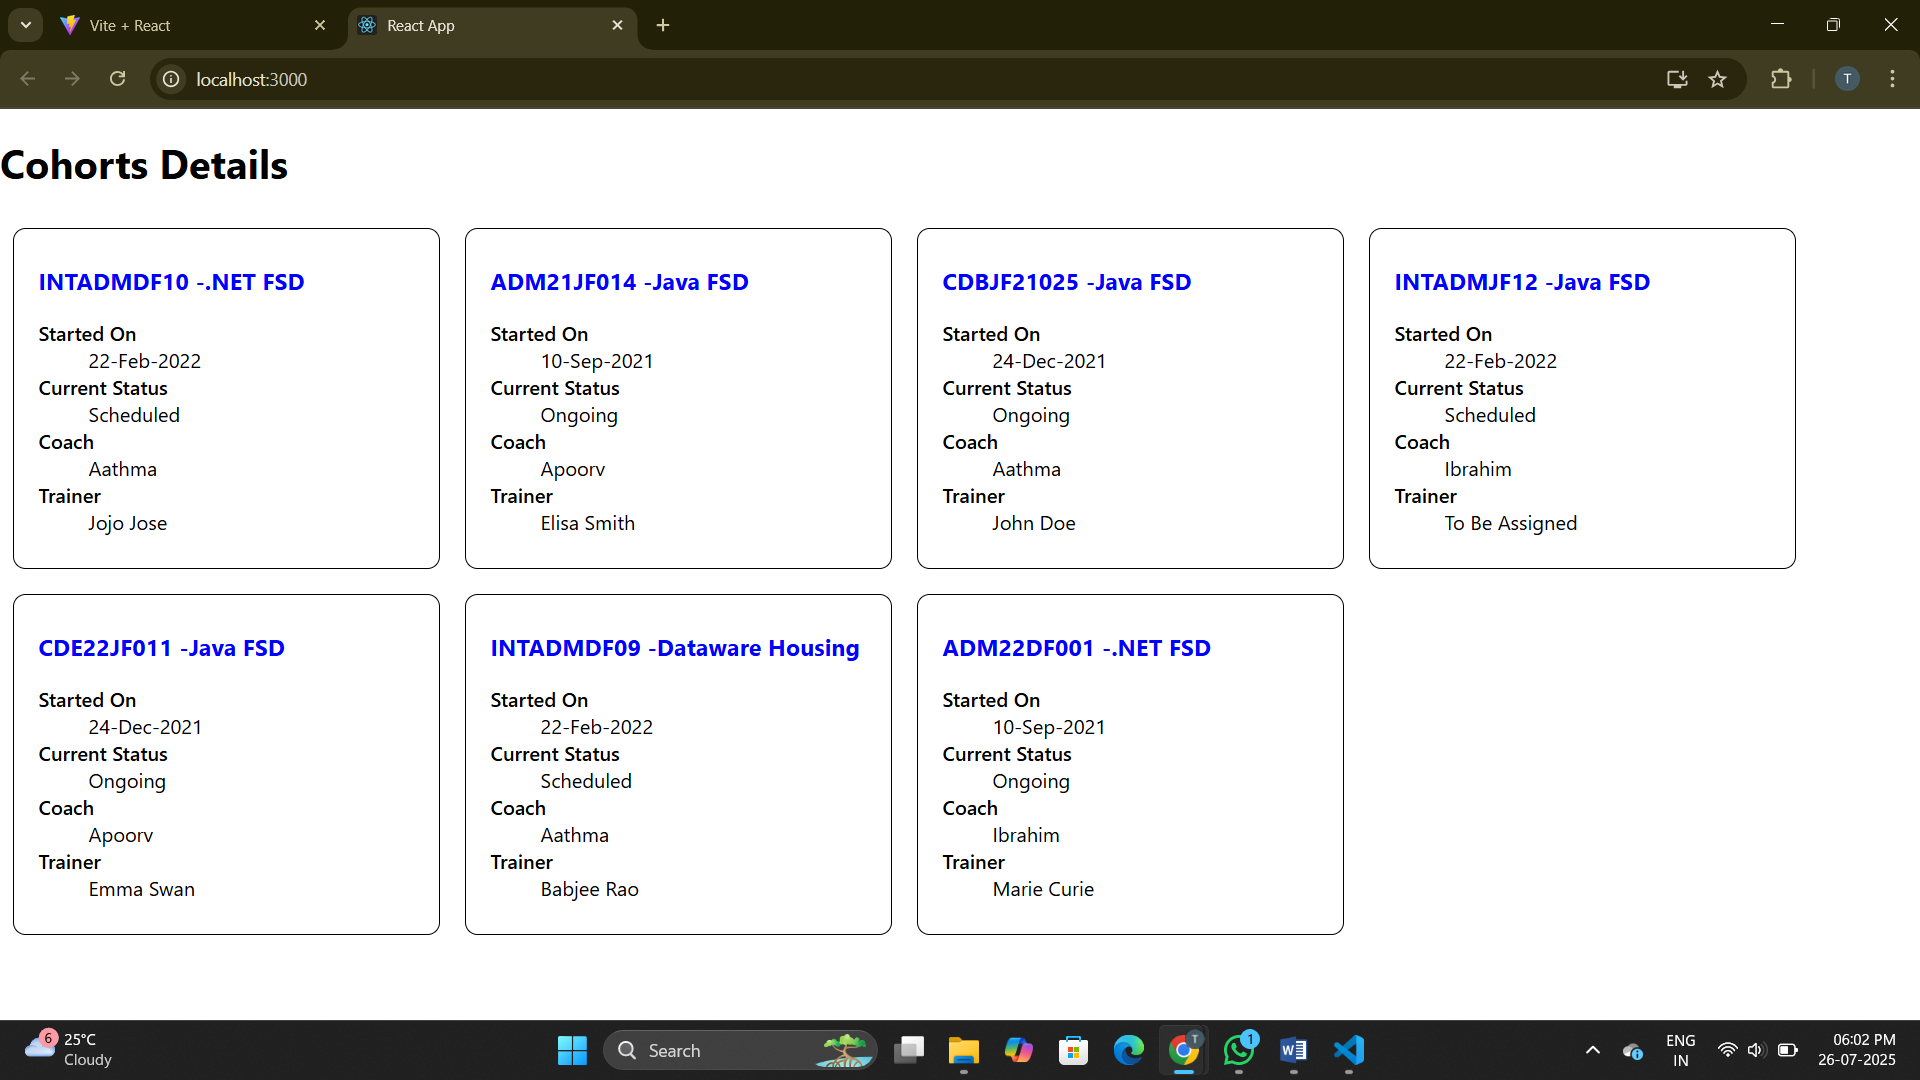 Vite + React
React App
localhost:3000
T
Cohorts Details
INTADMDF10 -.NET FSD
Started On
22-Feb-2022
Current Status
Scheduled
Coach
Aathma
Trainer
Jojo Jose
ADM21JF014 -Java FSD
Started On
10-Sep-2021
Current Status
Ongoing
Coach
Apoorv
Trainer
Elisa Smith
CDBJF21025 -Java FSD
Started On
24-Dec-2021
Current Status
Ongoing
Coach
Aathma
Trainer
John Doe
INTADMJF12 -Java FSD
Started On
22-Feb-2022
Current Status
Scheduled
Coach
Ibrahim
Trainer
To Be Assigned
CDE22JF011 -Java FSD
Started On
24-Dec-2021
Current Status
Ongoing
Coach
Apoorv
Trainer
Emma Swan
INTADMDF09 -Dataware Housing
Started On
22-Feb-2022
Current Status
Scheduled
Coach
Aathma
Trainer
Babjee Rao
ADM22DF001 -.NET FSD
Started On
10-Sep-2021
Current Status
Ongoing
Coach
Ibrahim
Trainer
Marie Curie
6
25°C
Cloudy
Search
T
1
W
ENG
IN
06:02 PM
26-07-2025